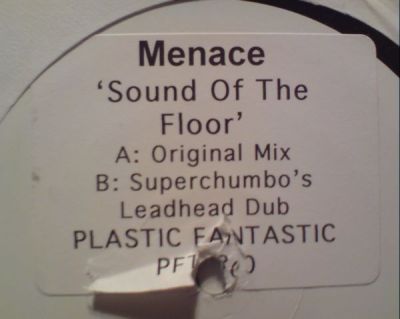 Menace
‘Sound Of The
Floor’
A: Original Mix
B: Superchumbo’s
Leadhead Dub
PLASTIC FANTASTIC